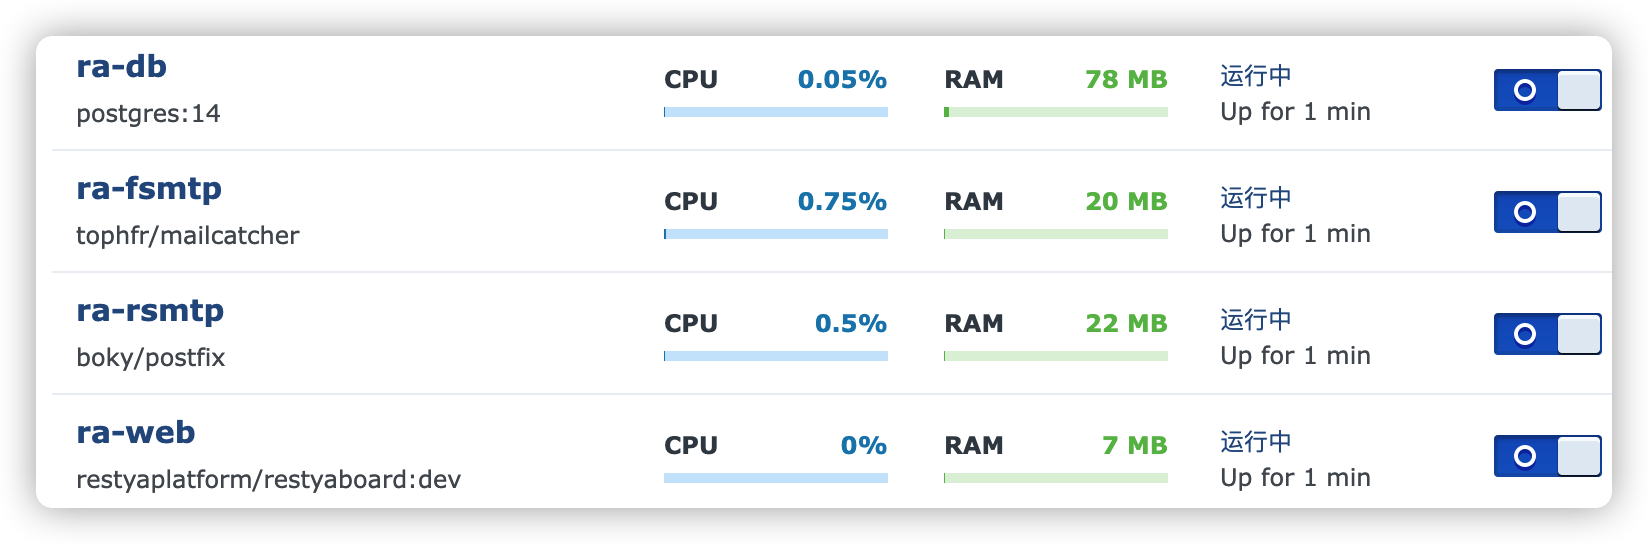 ra-db
postgres:14
CPU 0.05%
RAM 78 MB
运行中
Up for 1 min
ra-fsmtp
tophfr/mailcatcher
CPU 0.75%
RAM 20 MB
运行中
Up for 1 min
ra-rsmtp
boky/postfix
CPU 0.5%
RAM 22 MB
运行中
Up for 1 min
ra-web
restyaplatform/restyaboard:dev
CPU 0%
RAM 7 MB
运行中
Up for 1 min